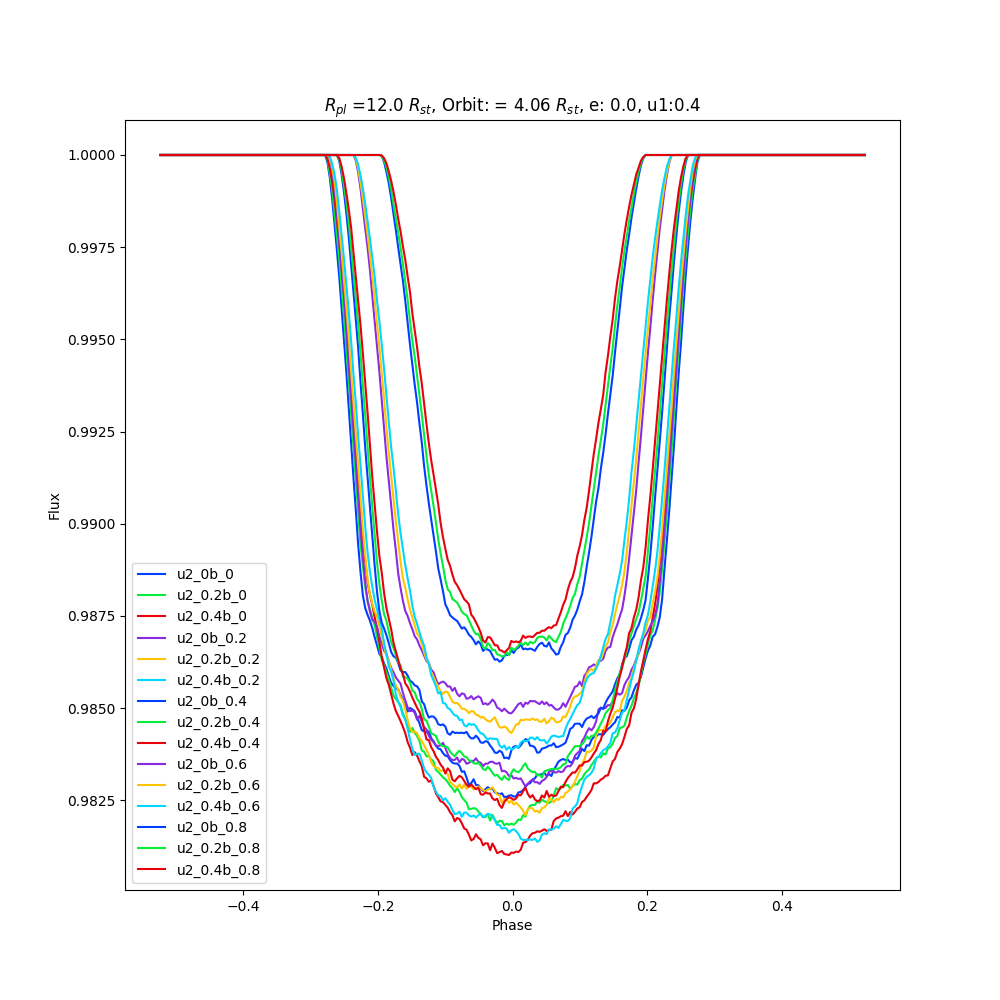 R_pl =12.0 R_st, Orbit: = 4.06 R_st, e: 0.0, u1:0.4
1.0000
0.9975
0.9950
0.9925
0.9900
0.9875
0.9850
0.9825
Flux
u2_0b_0
u2_0.2b_0
u2_0.4b_0
u2_0b_0.2
u2_0.2b_0.2
u2_0.4b_0.2
u2_0b_0.4
u2_0.2b_0.4
u2_0.4b_0.4
u2_0b_0.6
u2_0.2b_0.6
u2_0.4b_0.6
u2_0b_0.8
u2_0.2b_0.8
u2_0.4b_0.8
−0.4 −0.2 0.0 0.2 0.4
Phase